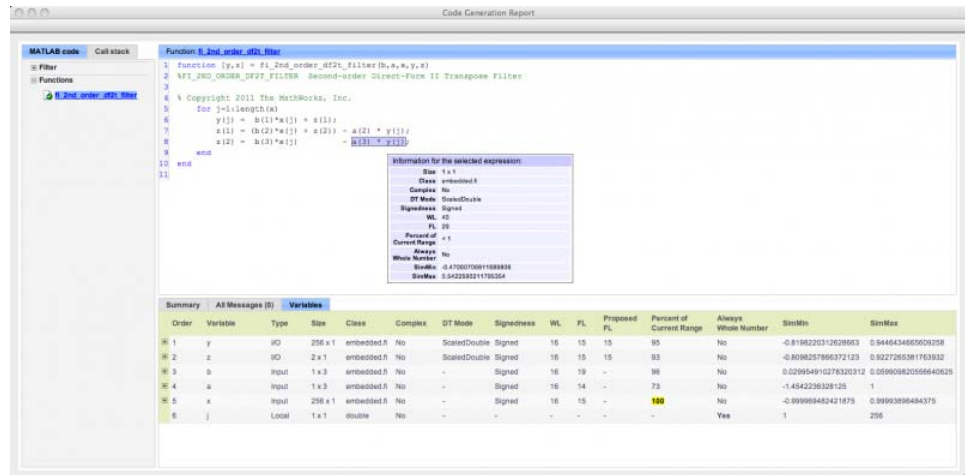 Code Generation Report
MATLAB code Call stack
Filter
Functions
fi_2nd_order_df2t_filter
Function: fi_2nd_order_df2t_filter
1 function [y,z] = fi_2nd_order_df2t_filter(b,a,x,y,z)
2 %FI_2ND_ORDER_DF2T_FILTER Second-order Direct-Form II Transpose Filter
3
4 % Copyright 2011 The MathWorks, Inc.
5 for j=1:length(x)
6 y(j) = b(1)*x(j) + z(1);
7 z(1) = (b(2)*x(j) + z(2)) - a(2) * y(j);
8 z(2) = b(3)*x(j) - a(3) * y(j);
9 end
10 end
11
Information for the selected expression:
Size 1 x 1
Class embedded.fi
Complex No
DT Mode ScaledDouble
Signedness Signed
WL 40
FL 29
Percent of Current Range < 1
Always Whole Number No
SimMin
SimMax
Summary All Messages (0) Variables
Order Variable Type Size Class Complex DT Mode Signedness WL FL Proposed FL Percent of Current Range Always Whole Number SimMin SimMax
1 y I/O 256 x 1 embedded.fi No ScaledDouble Signed 16 15 15 95 No -0.8198220312628663 0.9446434665609258
2 z I/O 2 x 1 embedded.fi No ScaledDouble Signed 16 15 15 93 No -0.8098257866372123 0.9227265381763932
3 b Input 1 x 3 embedded.fi No - Signed 16 19 - 96 No 0.029954910278320312 0.059909820556640625
4 a Input 1 x 3 embedded.fi No - Signed 16 14 - 73 No -1.4542236328125 1
5 x Input 256 x 1 embedded.fi No - Signed 16 15 - 100 No -0.999969482421875 0.99993896484375
6 j Local 1 x 1 double No - - - - - - Yes 1 256